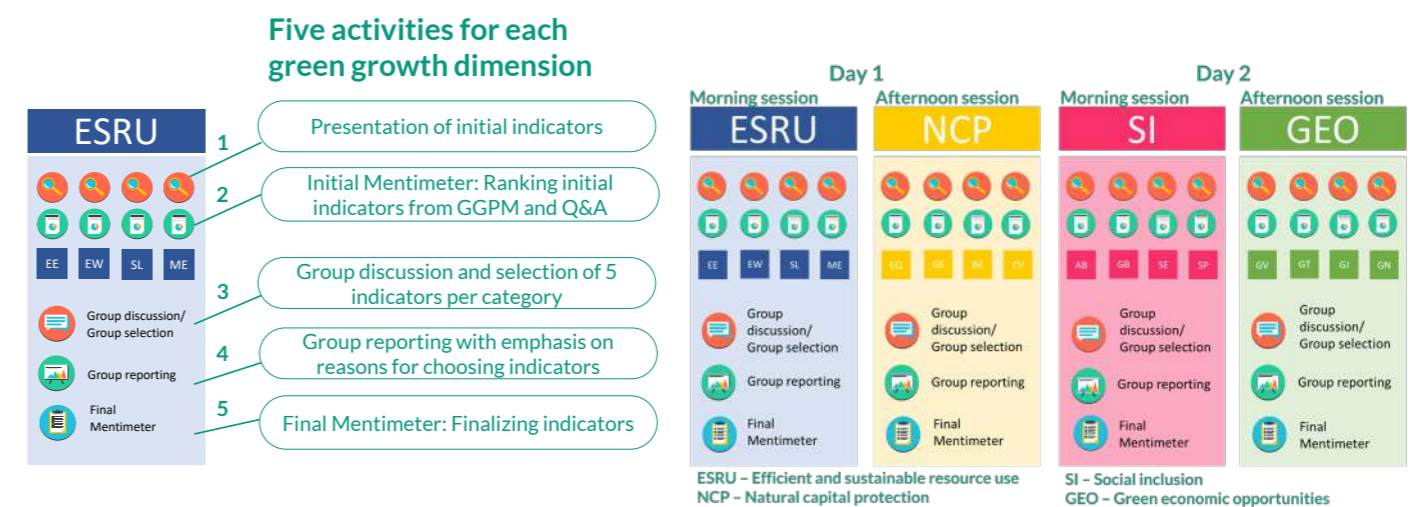 Five activities for each
green growth dimension
ESRU
1
Presentation of initial indicators
2
Initial Mentimeter: Ranking initial
indicators from GGPM and Q&A
EE EW SL ME
3
Group discussion and selection of 5
indicators per category
Group discussion/
Group selection
4
Group reporting with emphasis on
reasons for choosing indicators
Group reporting
5
Final Mentimeter: Finalizing indicators
Final
Mentimeter
Day 1
Morning session
ESRU
EE EW SL ME
Group
discussion/
Group selection
Group reporting
Final
Mentimeter
Afternoon session
NCP
EQ GE BE CV
Group
discussion/
Group selection
Group reporting
Final
Mentimeter
ESRU – Efficient and sustainable resource use
NCP – Natural capital protection
Day 2
Morning session
SI
AB GB SE SP
Group
discussion/
Group selection
Group reporting
Final
Mentimeter
Afternoon session
GEO
GV GT GJ GN
Group
discussion/
Group selection
Group reporting
Final
Mentimeter
SI – Social inclusion
GEO – Green economic opportunities